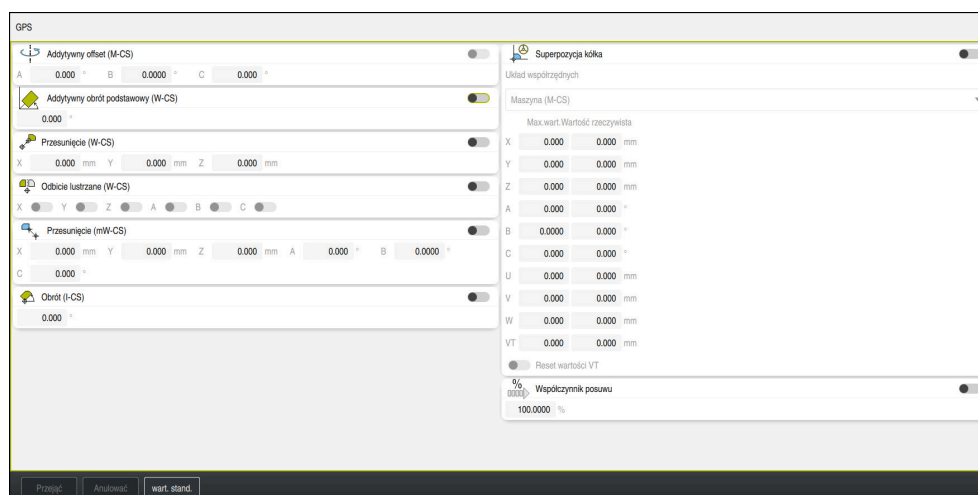 GPS
Addytywny offset (M-CS)
A 0.000 ° B 0.0000 ° C 0.000 °
Addytywny obrót podstawowy (W-CS)
0.000 °
Przesunięcie (W-CS)
X 0.000 mm Y 0.000 mm Z 0.000 mm
Odbicie lustrzane (W-CS)
X Y Z A B C
Przesunięcie (mW-CS)
X 0.000 mm Y 0.000 mm Z 0.000 mm A 0.000 ° B 0.0000 °
C 0.000 °
Obrót (I-CS)
0.000 °
Superpozycja kółka
Układ współrzędnych
Maszyna (M-CS)
Max.wart.Wartość rzeczywista
X 0.000 0.000 mm
Y 0.000 0.000 mm
Z 0.000 0.000 mm
A 0.000 0.000 °
B 0.0000 0.000 °
C 0.000 0.000 °
U 0.000 0.000 mm
V 0.000 0.000 mm
W 0.000 0.000 mm
VT 0.000 0.000 mm
Reset wartości VT
% Współczynnik posuwu
100.0000 %
Przejąć Anulować wart. stand.